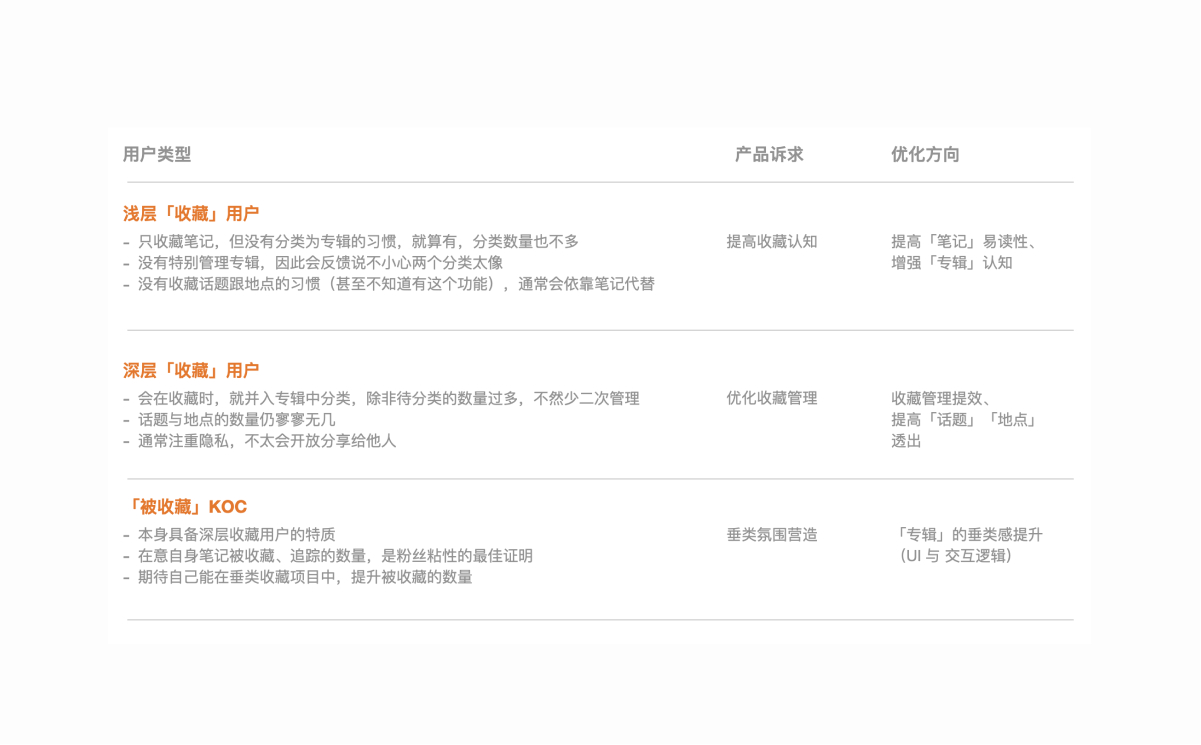 用户类型 产品诉求 优化方向
浅层「收藏」用户
- 只收藏笔记，但没有分类为专辑的习惯，就算有，分类数量也不多 提高收藏认知 提高「笔记」易读性、
- 没有特别管理专辑，因此会反馈说不小心两个分类太像 增强「专辑」认知
- 没有收藏话题跟地点的习惯（甚至不知道有这个功能），通常会依靠笔记代替
深层「收藏」用户
- 会在收藏时，就并入专辑中分类，除非待分类的数量过多，不然少二次管理 优化收藏管理 收藏管理提效、
- 话题与地点的数量仍寥寥无几 提高「话题」「地点」
- 通常注重隐私，不太会开放分享给他人 透出
「被收藏」KOC
- 本身具备深层收藏用户的特质 垂类氛围营造 「专辑」的垂类感提升
- 在意自身笔记被收藏、追踪的数量，是粉丝粘性的最佳证明 （UI 与 交互逻辑）
- 期待自己能在垂类收藏项目中，提升被收藏的数量